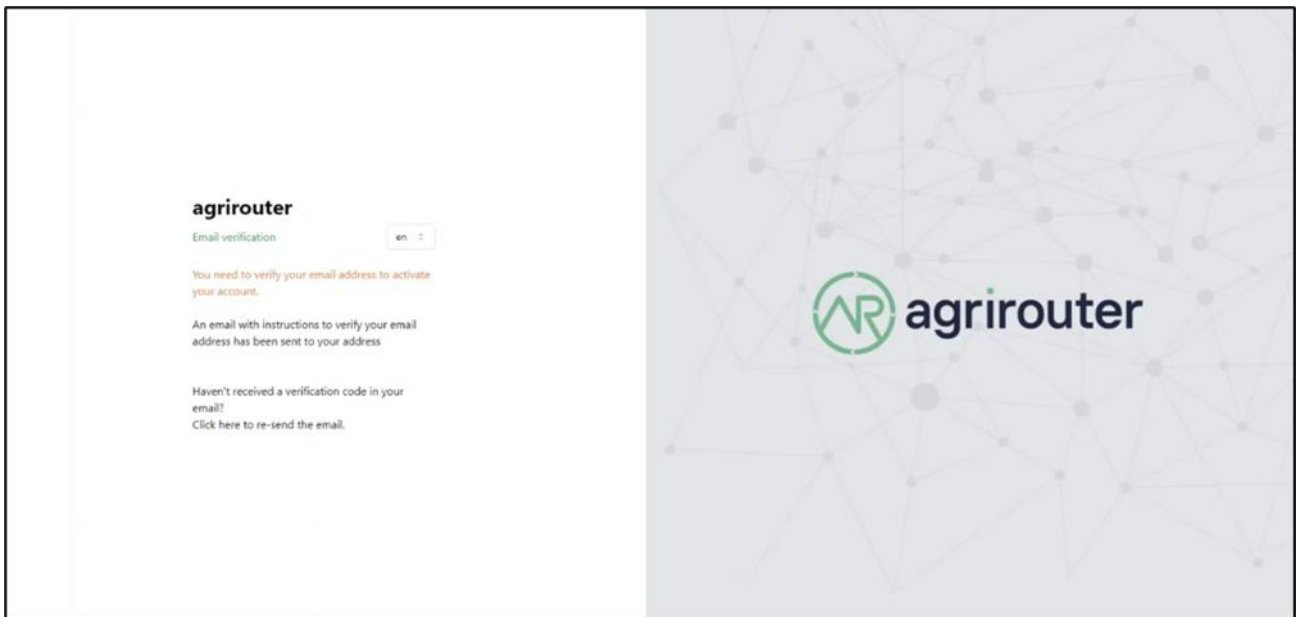 agrirouter
Email verification
en
You need to verify your email address to activate
your account.
An email with instructions to verify your email
address has been sent to your address
Haven't received a verification code in your
email?
Click here to re-send the email.
AR agrirouter